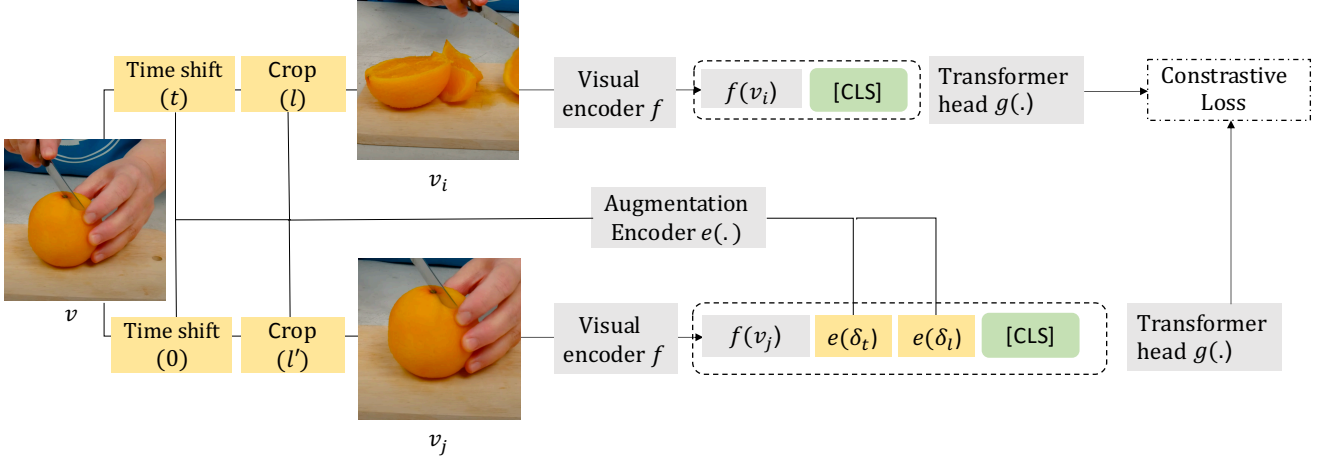 Time shift
(t)
Crop
(l)
Visual
encoder f
f(v_i)
[CLS]
Transformer
head g(.)
Constrastive
Loss
v_i
Augmentation
Encoder e(. )
v
Time shift
(0)
Crop
(l')
Visual
encoder f
f(v_j)
e(δ_t)
e(δ_l)
[CLS]
Transformer
head g(.)
v_j